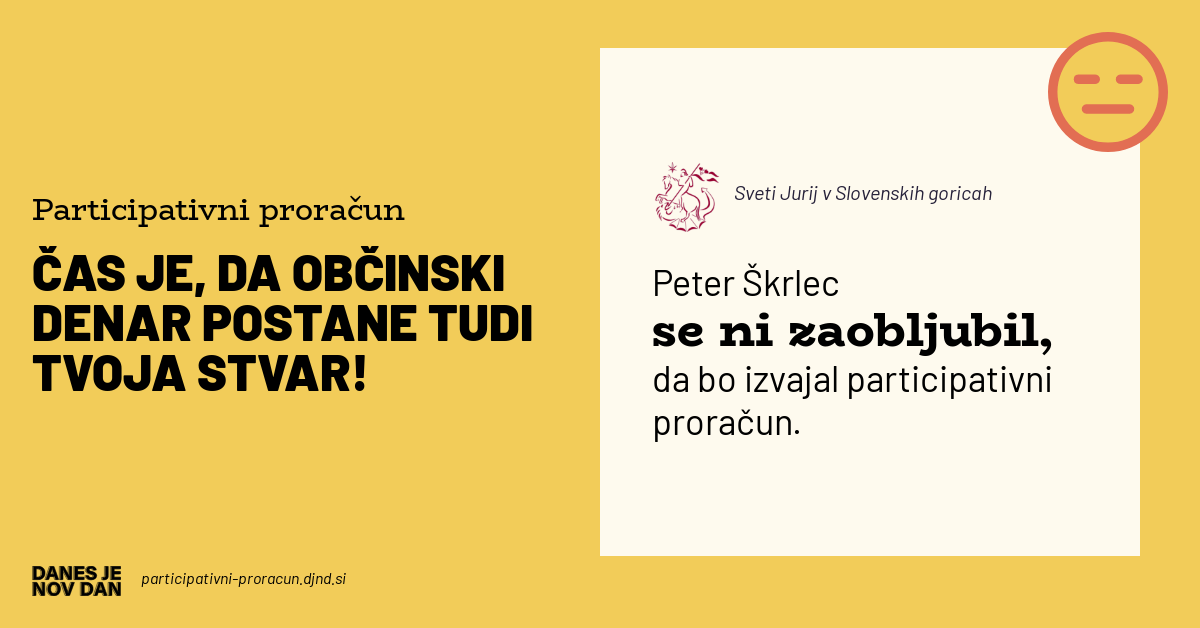 Participativni proračun
ČAS JE, DA OBČINSKI
DENAR POSTANE TUDI
TVOJA STVAR!
Sveti Jurij v Slovenskih goricah
Peter Škrlec
se ni zaobljubil,
da bo izvajal participativni
proračun.
DANES JE
NOV DAN
participativni-proracun.djnd.si